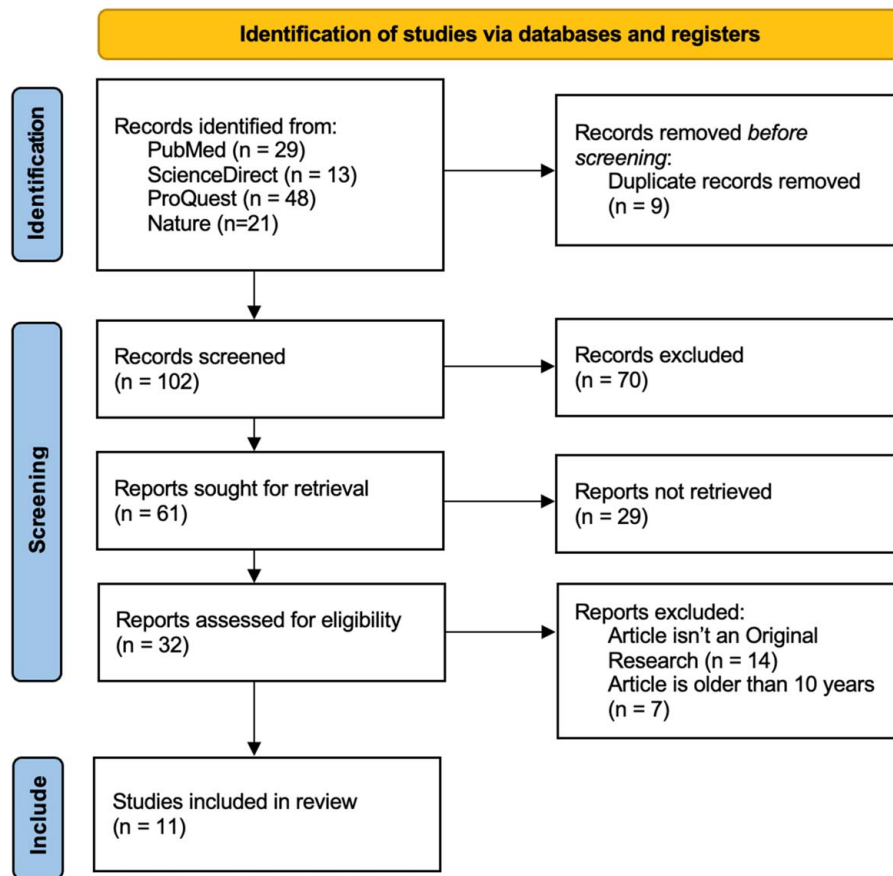 Identification of studies via databases and registers
Identification
Records identified from:
PubMed (n = 29)
ScienceDirect (n = 13)
ProQuest (n = 48)
Nature (n=21)
Records removed before
screening:
Duplicate records removed
(n = 9)
Screening
Records screened
(n = 102)
Records excluded
(n = 70)
Reports sought for retrieval
(n = 61)
Reports not retrieved
(n = 29)
Reports assessed for eligibility
(n = 32)
Reports excluded:
Article isn’t an Original
Research (n = 14)
Article is older than 10 years
(n = 7)
Include
Studies included in review
(n = 11)